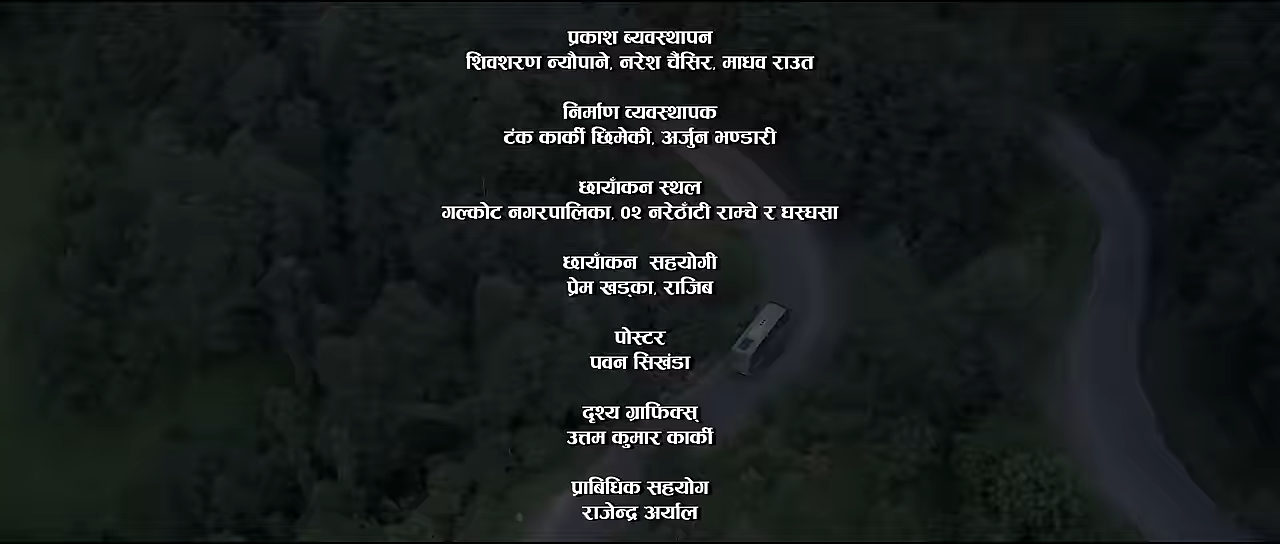 प्रकाश ब्यवस्थापन
शिवशरण न्यौपाने, नरेश चैंसिर, माधव राउत
निर्माण व्यवस्थापक
टंक कार्की छिमेकी, अर्जुन भण्डारी
छायाँकन स्थल
गल्कोट नगरपालिका, ०२ नरेठाँटी राम्चे र घस्घसा
छायाँकन सहयोगी
प्रेम खड्का, राजिब
पोस्टर
पवन सिखंडा
दृश्य ग्राफिक्स्
उत्तम कुमार कार्की
प्राबिधिक सहयोग
राजेन्द्र अर्याल